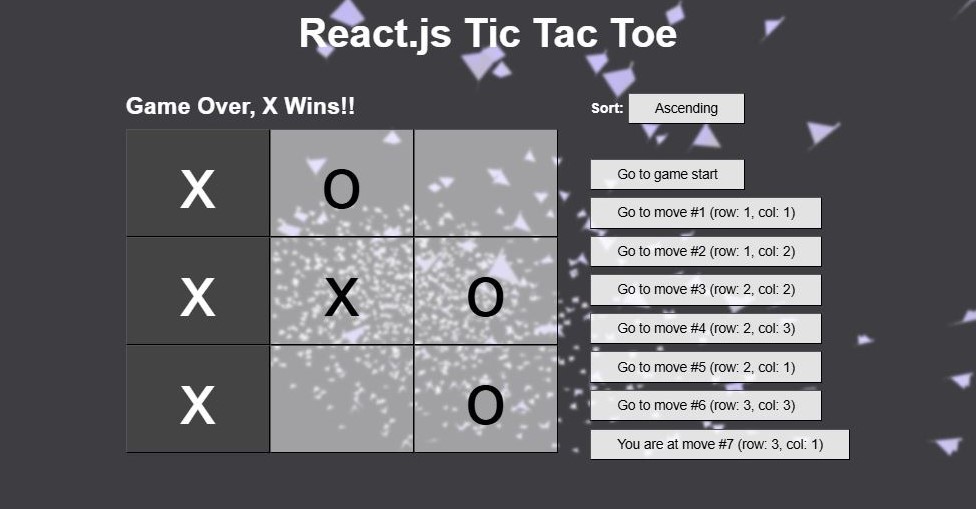 React.js Tic Tac Toe
Game Over, X Wins!!
Sort: Ascending
X O
X X O
X O
Go to game start
Go to move #1 (row: 1, col: 1)
Go to move #2 (row: 1, col: 2)
Go to move #3 (row: 2, col: 2)
Go to move #4 (row: 2, col: 3)
Go to move #5 (row: 2, col: 1)
Go to move #6 (row: 3, col: 3)
You are at move #7 (row: 3, col: 1)